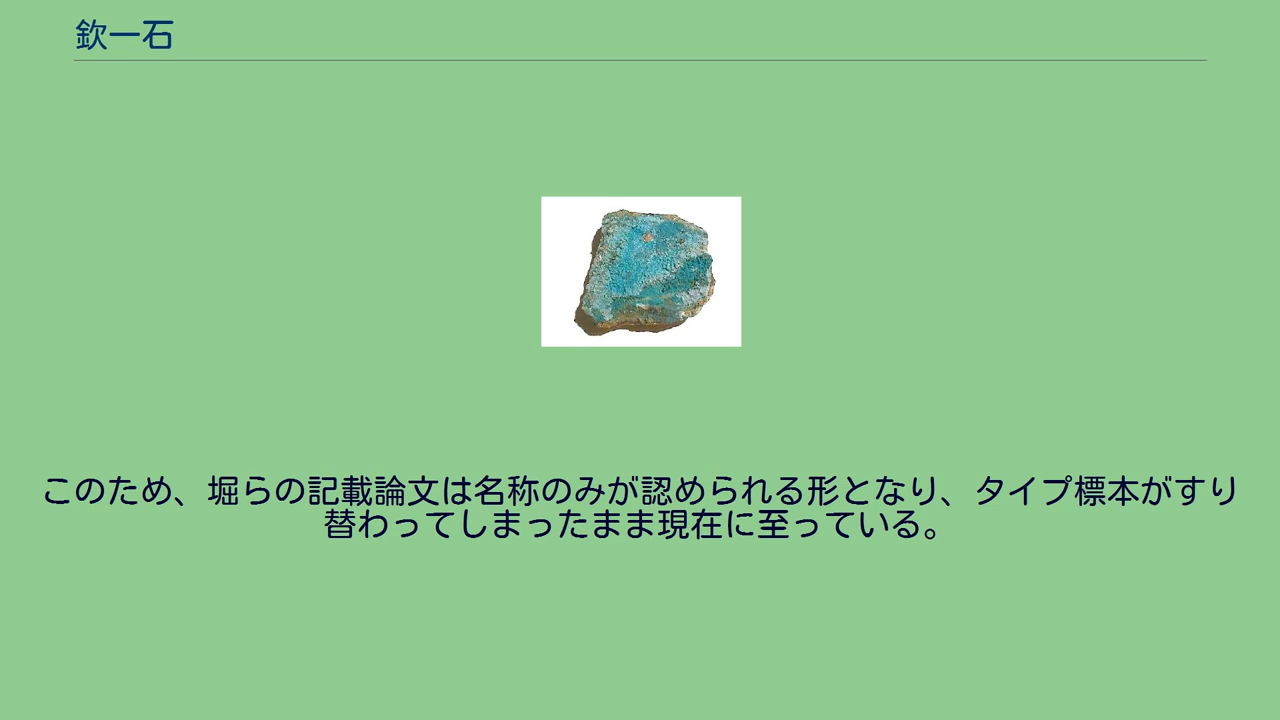 欽一石
このため、堀らの記載論文は名称のみが認められる形となり、タイプ標本がすり
替わってしまったまま現在に至っている。